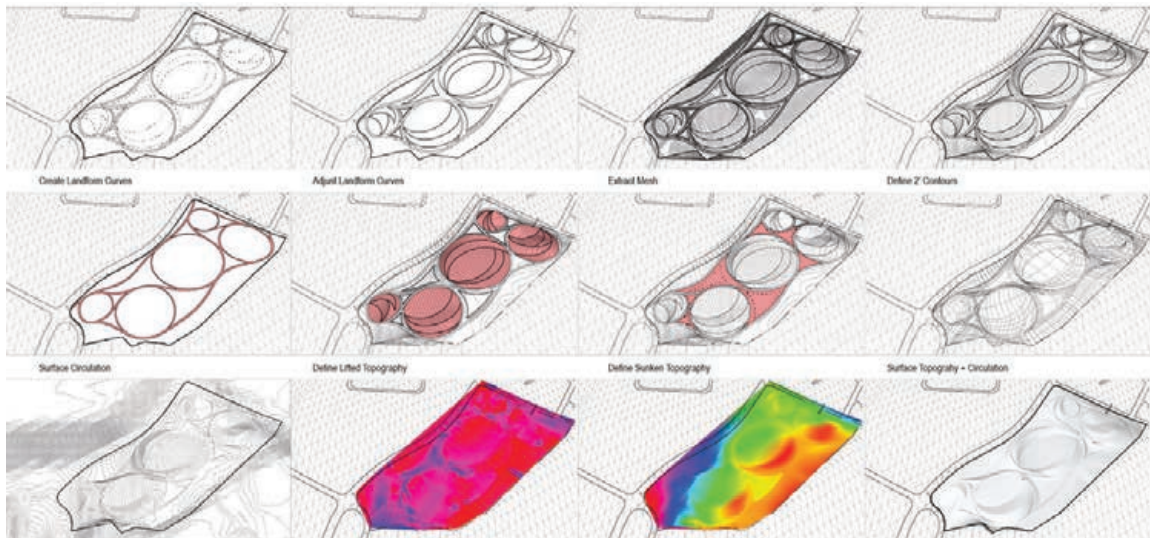 Create Landform Curves
Adjust Landform Curves
Extract Mesh
Define 2' Contours
Surface Circulation
Define Lifted Topography
Define Sunken Topography
Surface Topograhy + Circulation